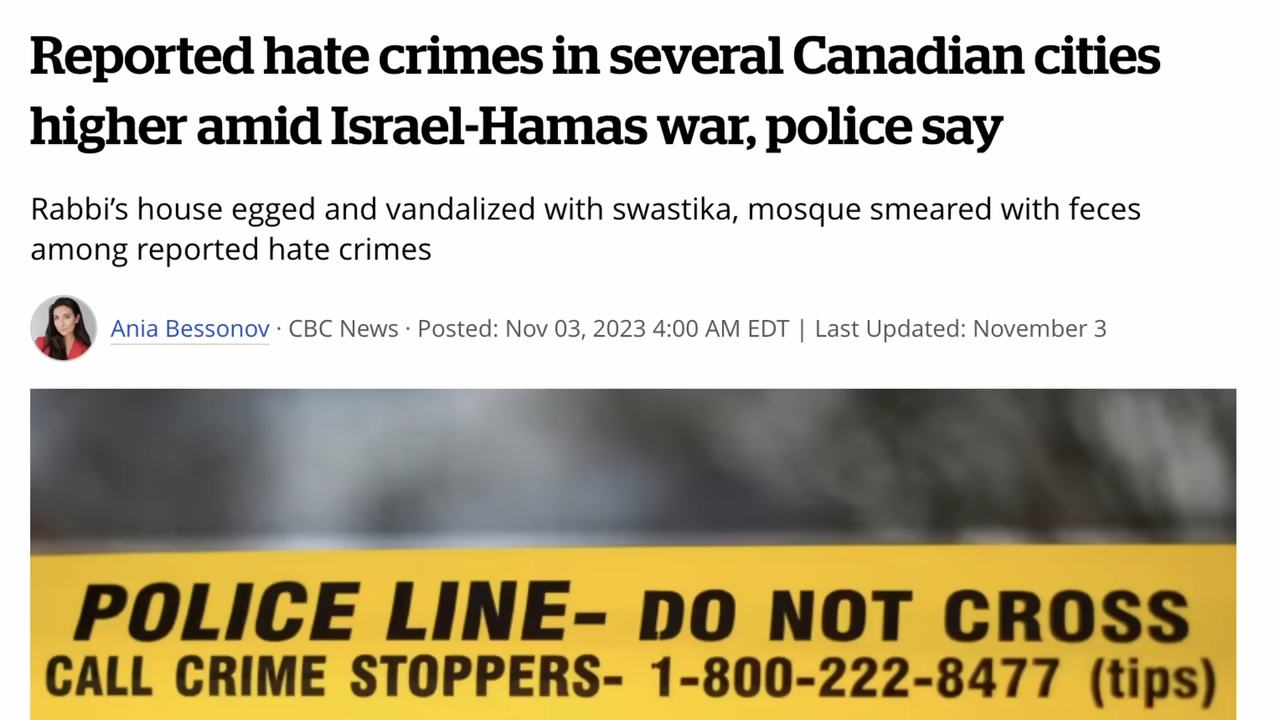 Reported hate crimes in several Canadian cities
higher amid Israel-Hamas war, police say
Rabbi’s house egged and vandalized with swastika, mosque smeared with feces
among reported hate crimes
Ania Bessonov · CBC News · Posted: Nov 03, 2023 4:00 AM EDT | Last Updated: November 3
POLICE LINE- DO NOT CROSS
CALL CRIME STOPPERS- 1-800-222-8477 (tips)